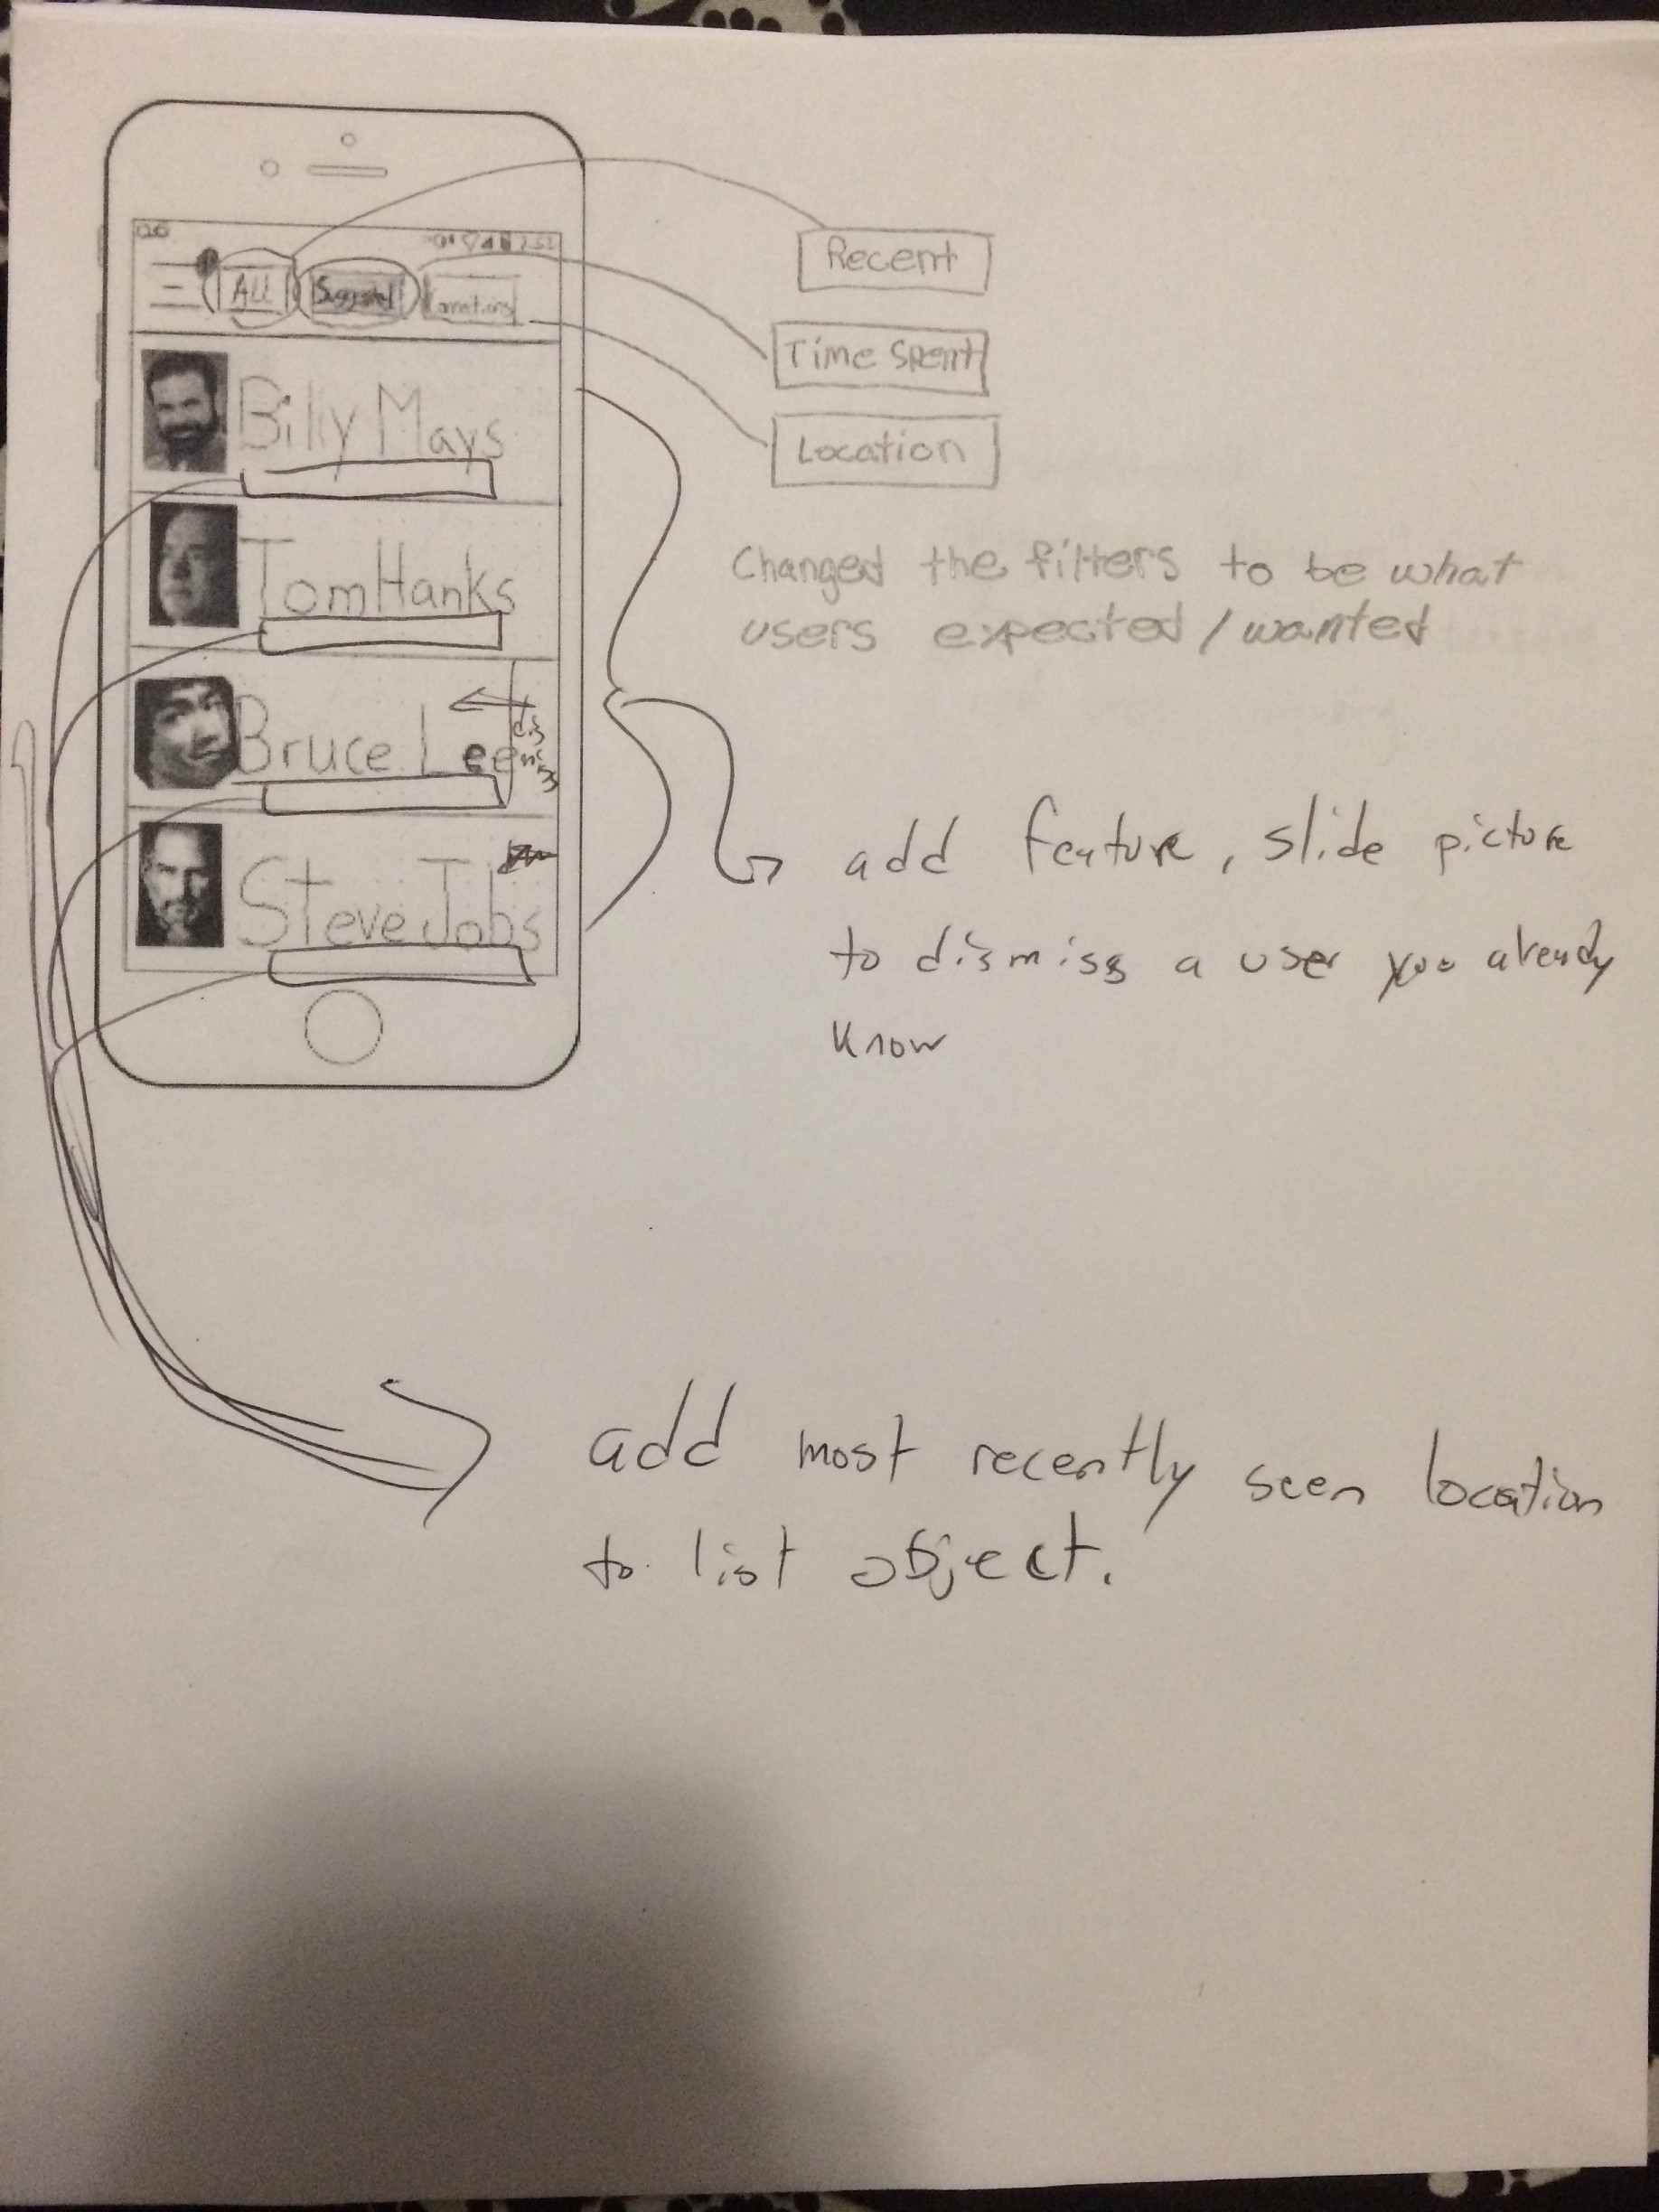 ALL
Suggested
Recent
Time Spent
Location
Billy Mays
Tom Hanks
Bruce Lee
dismiss
Steve Jobs
Changed the filters to be what
users expected / wanted
add feature, slide picture
to dismiss a user you already
know
add most recently seen location
to list object.